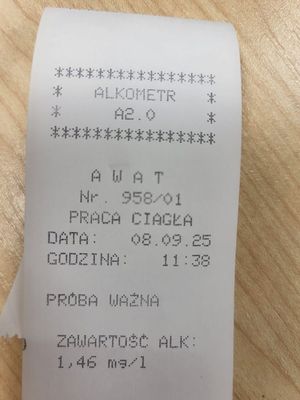 ****************
* ALKOMETR *
* A2.0 *
****************
A W A T
Nr. 958/01
PRACA CIAGŁA
DATA: 08.09.25
GODZINA: 11:38
PRÓBA WAŻNA
ZAWARTOŚĆ ALK:
1,46 mg/l